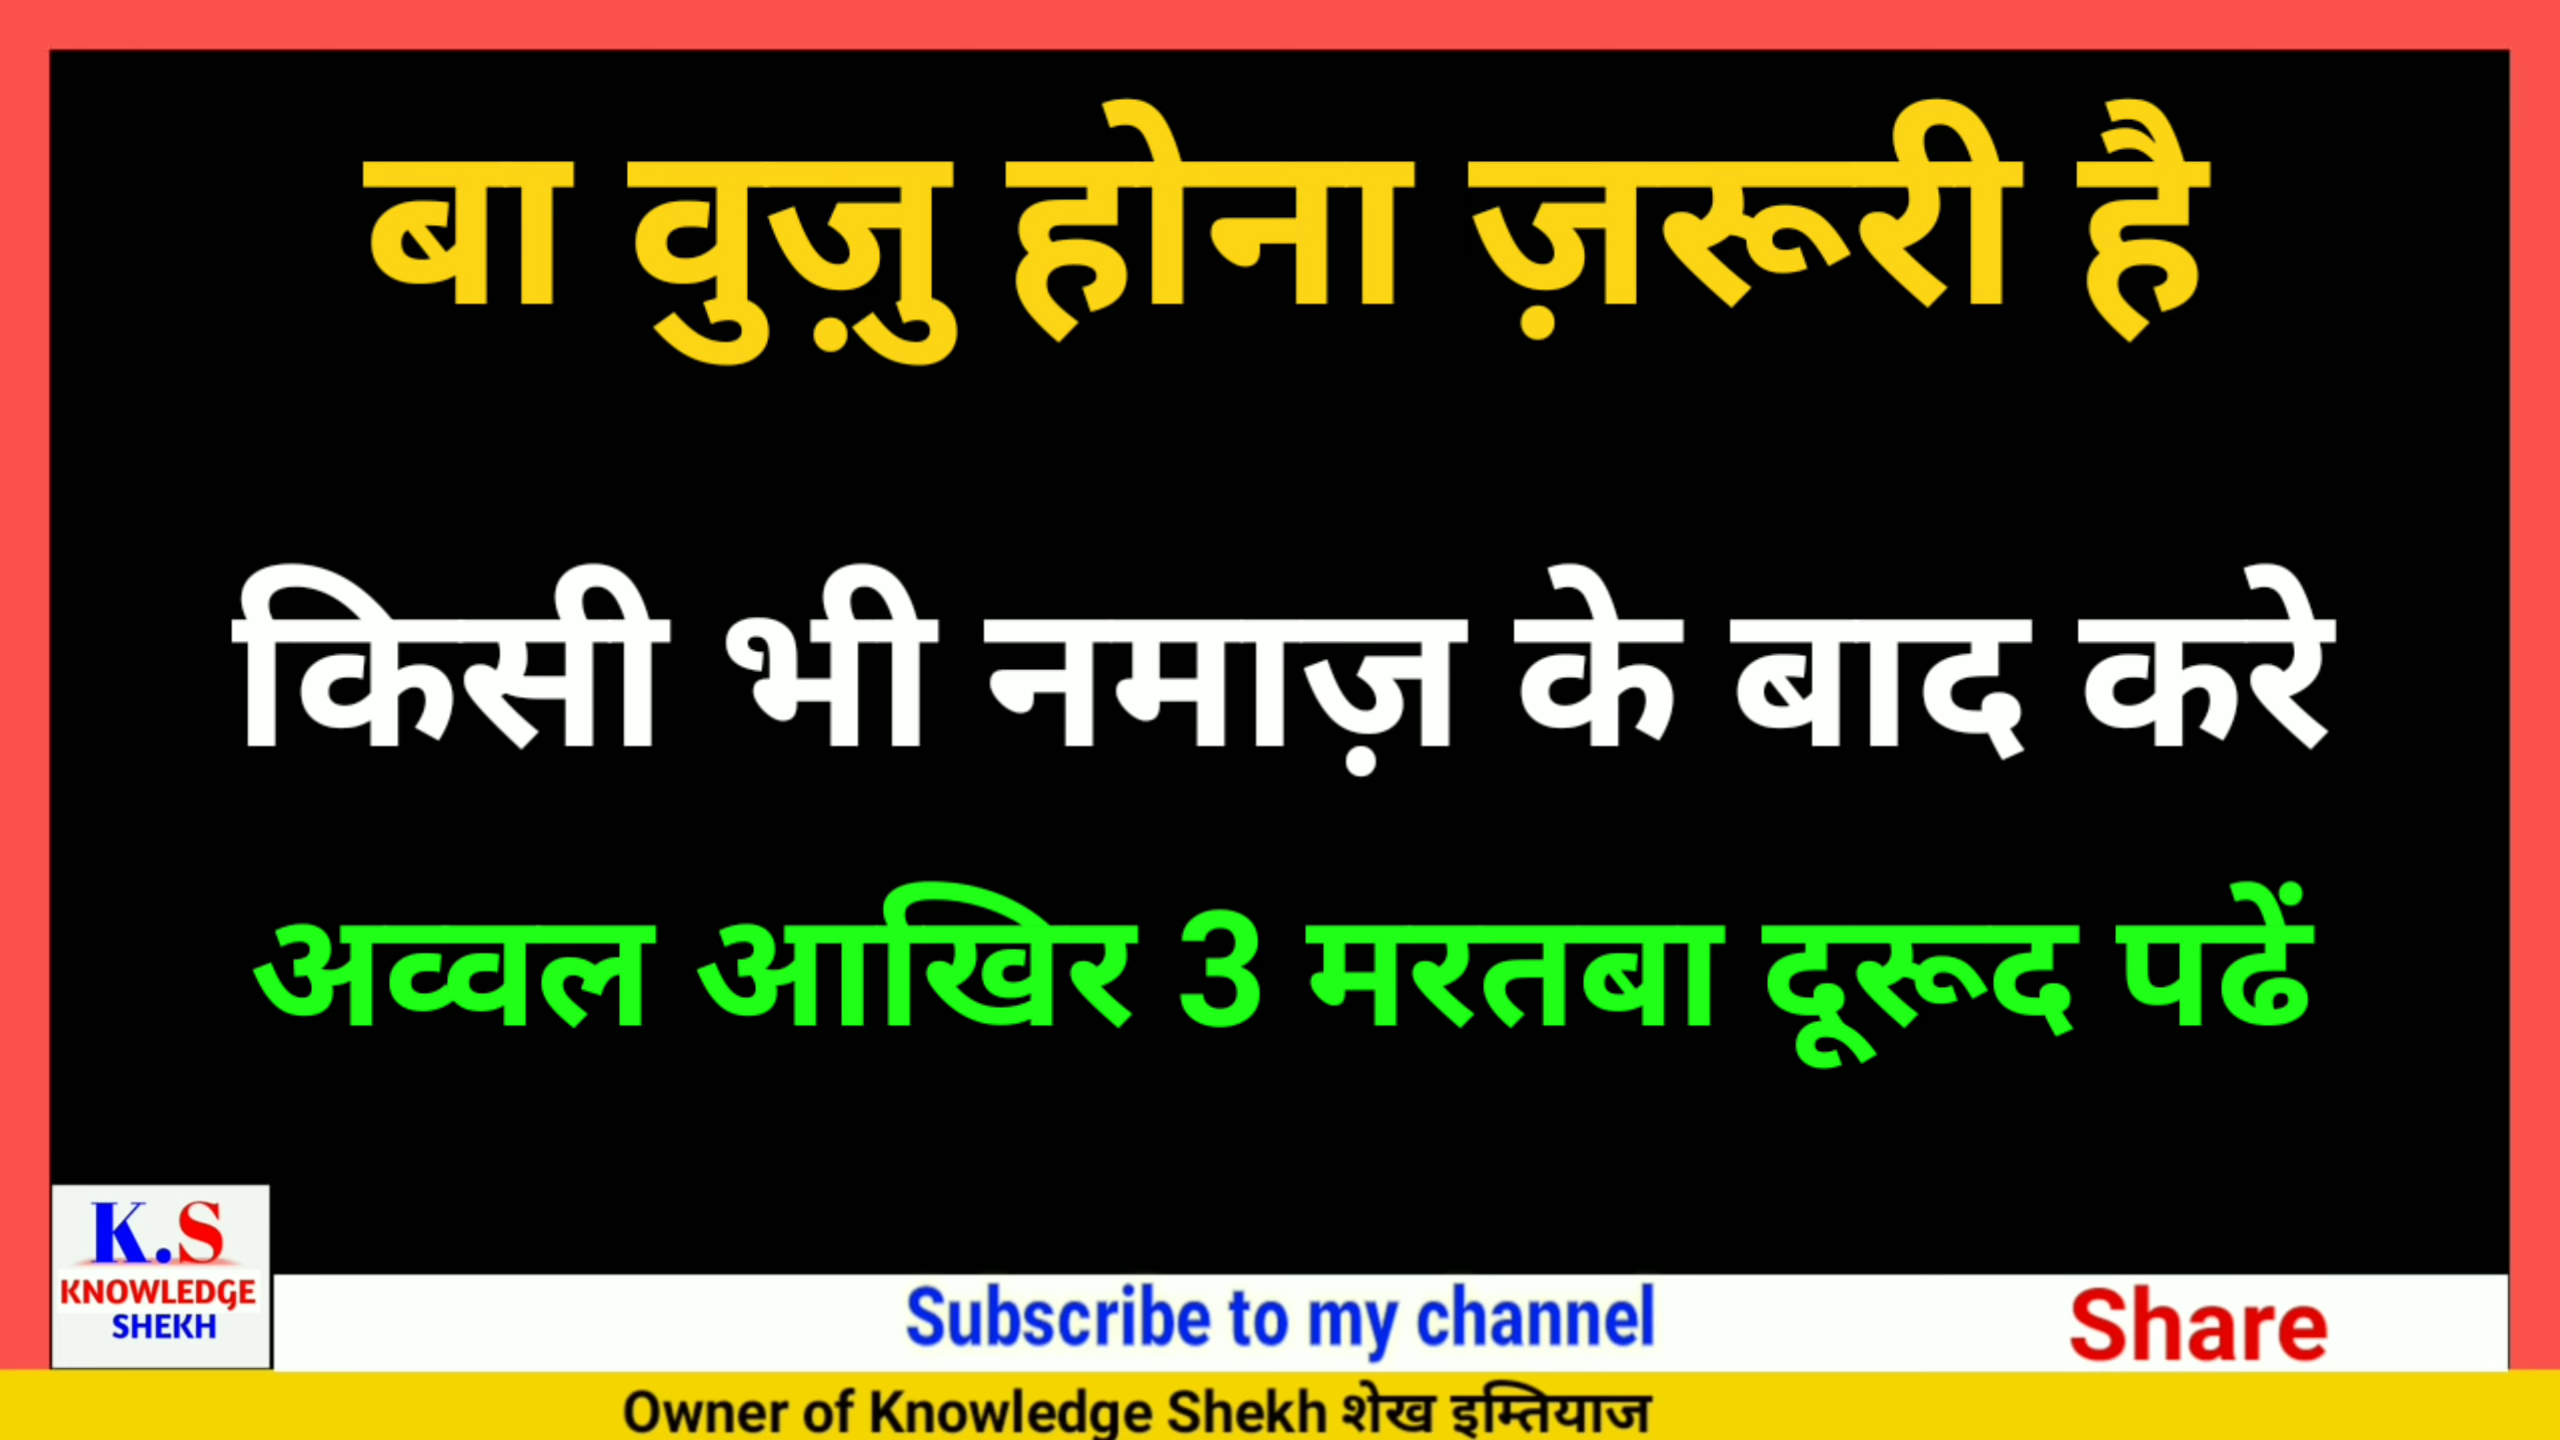 बा वुज़ु होना ज़रूरी है
किसी भी नमाज़ के बाद करे
अव्वल आखिर 3 मरतबा दूरूद पढें
K.S
KNOWLEDGE
SHEKH
Subscribe to my channel
Share
Owner of Knowledge Shekh शेख इम्तियाज